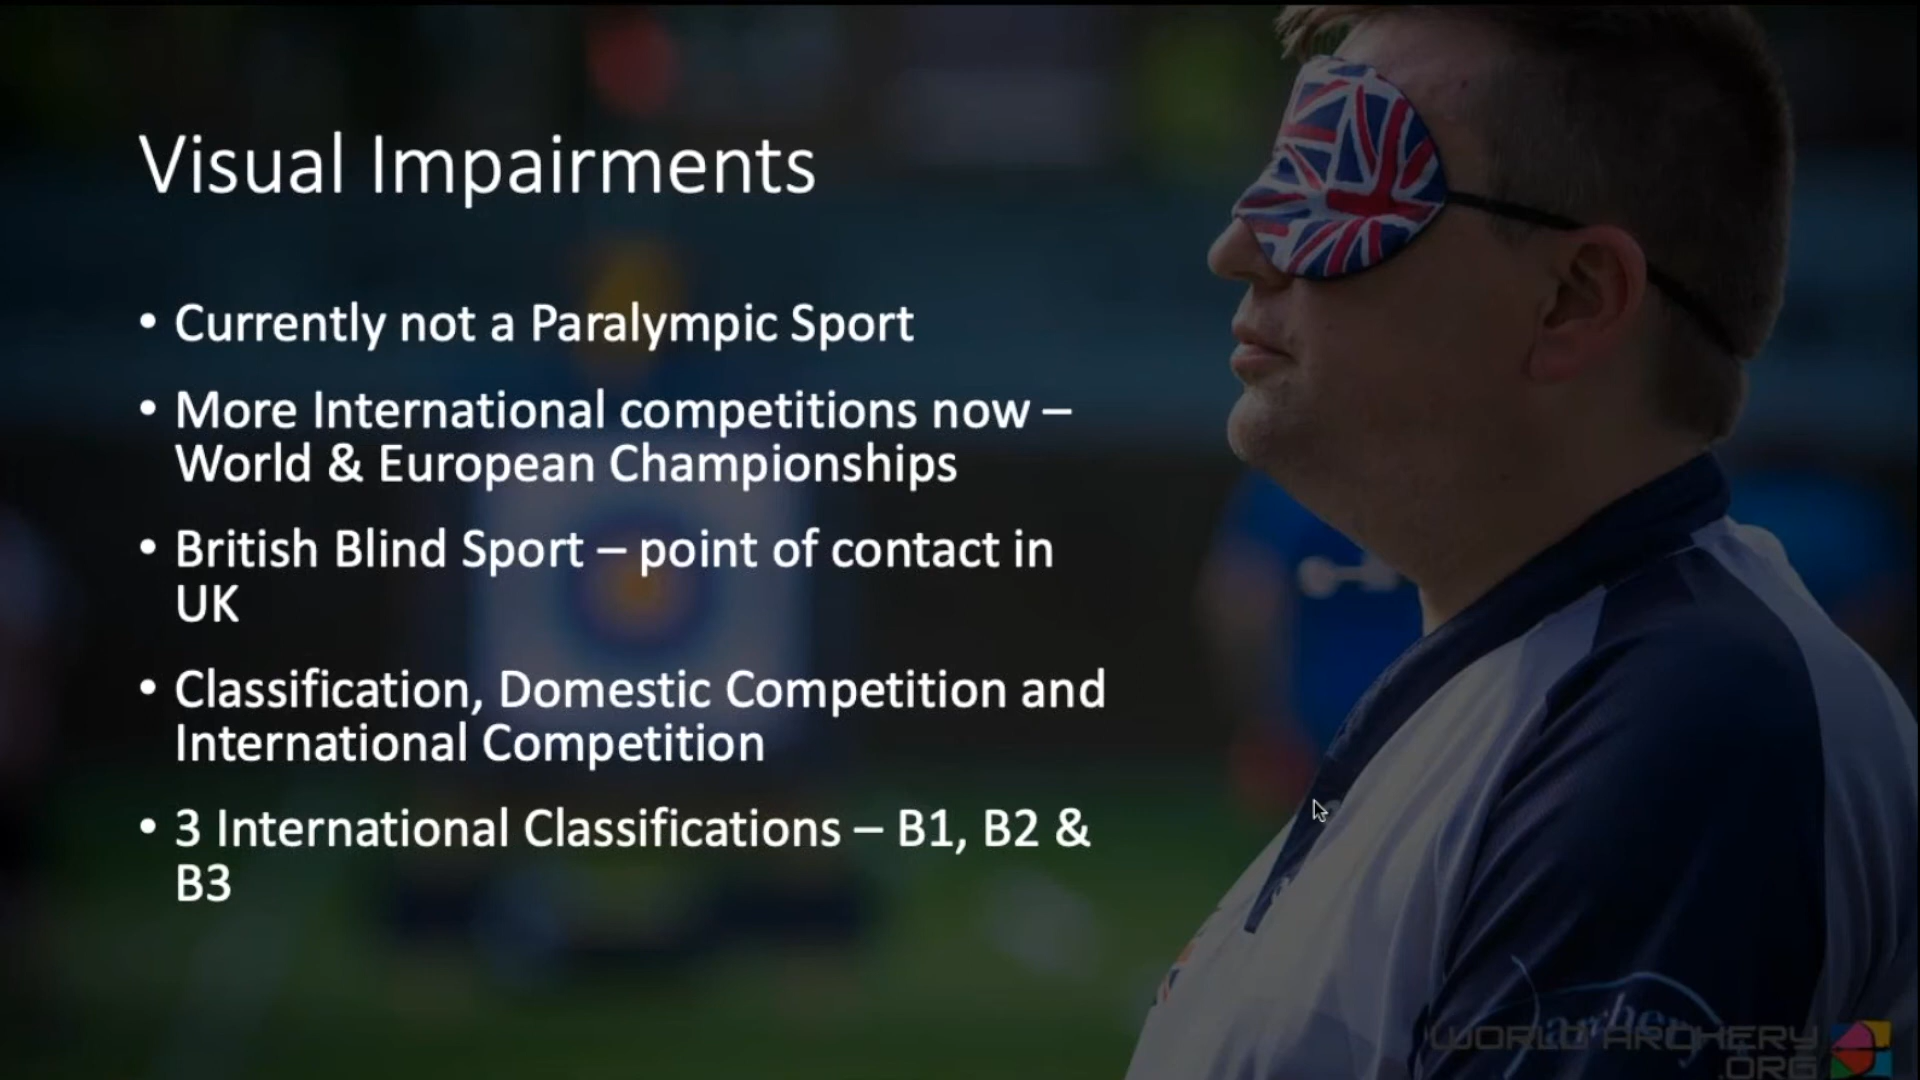 Visual Impairments
• Currently not a Paralympic Sport
• More International competitions now –
World & European Championships
• British Blind Sport – point of contact in
UK
• Classification, Domestic Competition and
International Competition
• 3 International Classifications – B1, B2 &
B3
archery
WORLD ARCHERY
.ORG